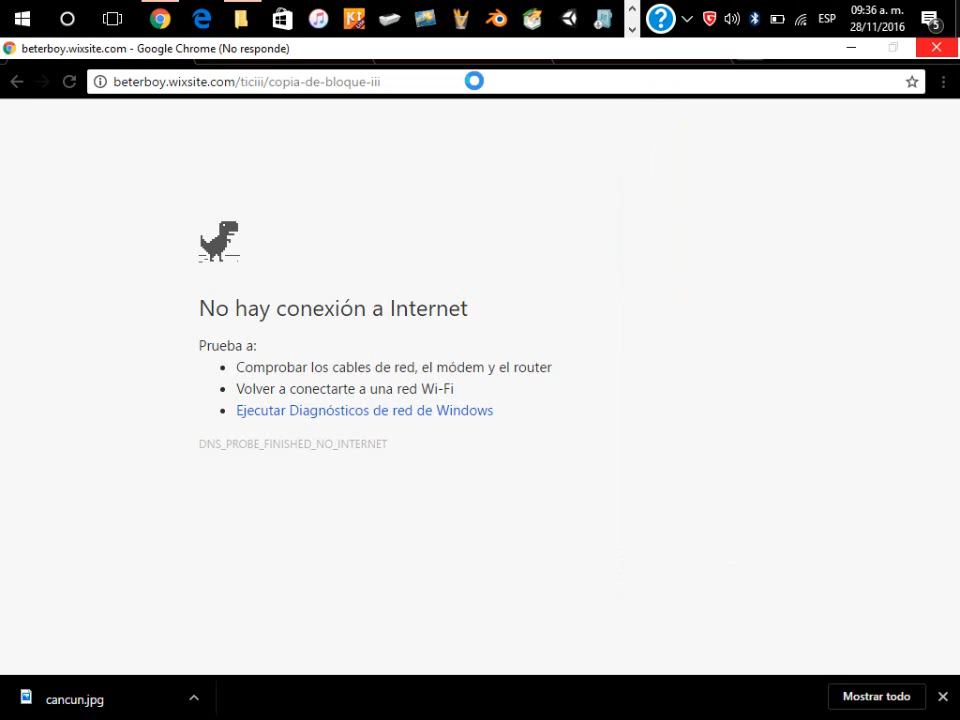 ESP
09:36 a. m.
28/11/2016
5
beterboy.wixsite.com - Google Chrome (No responde)
beterboy.wixsite.com/ticiii/copia-de-bloque-iii
No hay conexión a Internet
Prueba a:
Comprobar los cables de red, el módem y el router
Volver a conectarte a una red Wi-Fi
Ejecutar Diagnósticos de red de Windows
DNS_PROBE_FINISHED_NO_INTERNET
cancun.jpg
Mostrar todo